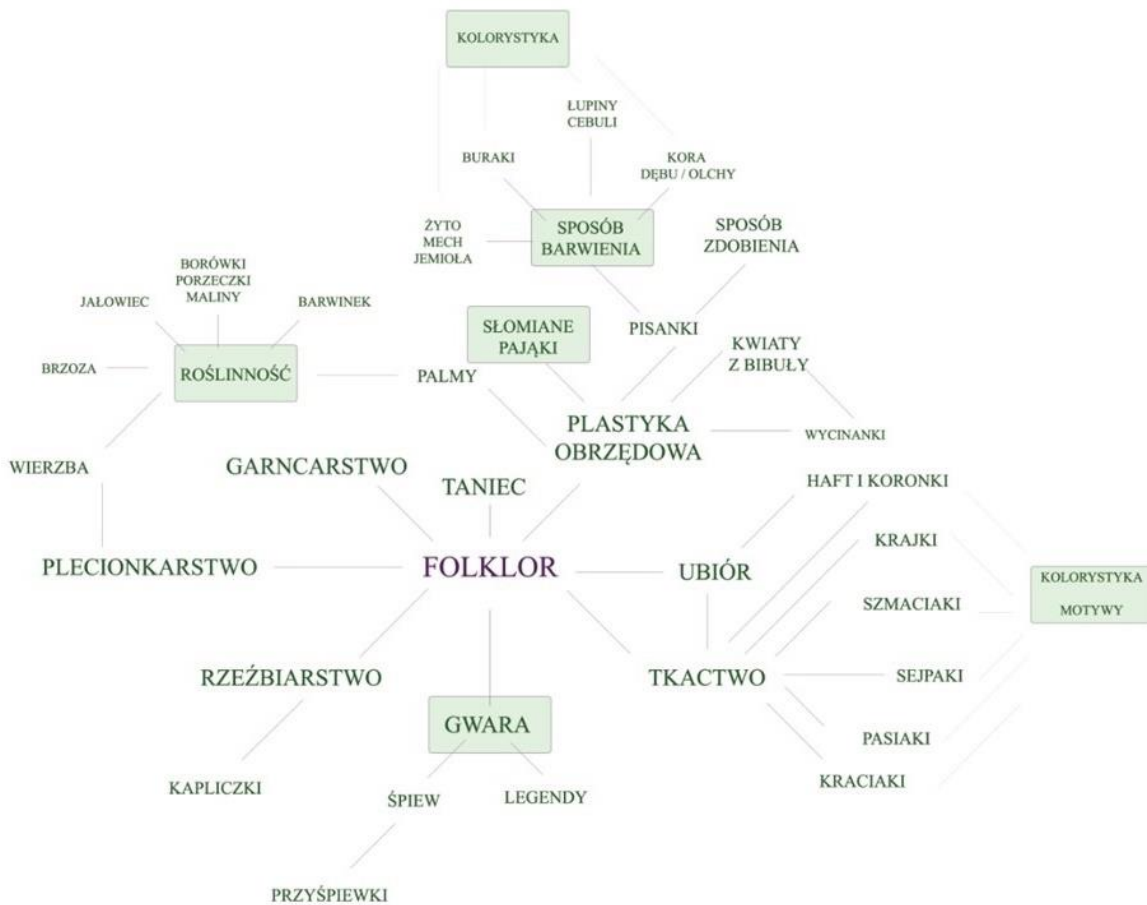 KOLORYSTYKA
ŁUPINY
CEBULI
BURAKI
KORA
DĘBU / OLCHY
ŻYTO
MECH
JEMIOŁA
SPOSÓB
BARWIENIA
SPOSÓB
ZDOBIENIA
BORÓWKI
PORZECZKI
MALINY
JAŁOWIEC
BARWINEK
BRZOZA
ROŚLINNOŚĆ
SŁOMIANE
PAJĄKI
PISANKI
KWIATY
Z BIBUŁY
PALMY
PLASTYKA
OBRZĘDOWA
WYCINANKI
WIERZBA
GARNCARSTWO
TANIEC
HAFT I KORONKI
KRAJKI
PLECIONKARSTWO
FOLKLOR
UBIÓR
KOLORYSTYKA
MOTYWY
SZMACIAKI
RZEŹBIARSTWO
TKACTWO
SEJPAKI
GWARA
PASIAKI
KAPLICZKI
ŚPIEW
LEGENDY
KRACIAKI
PRZYŚPIEWKI